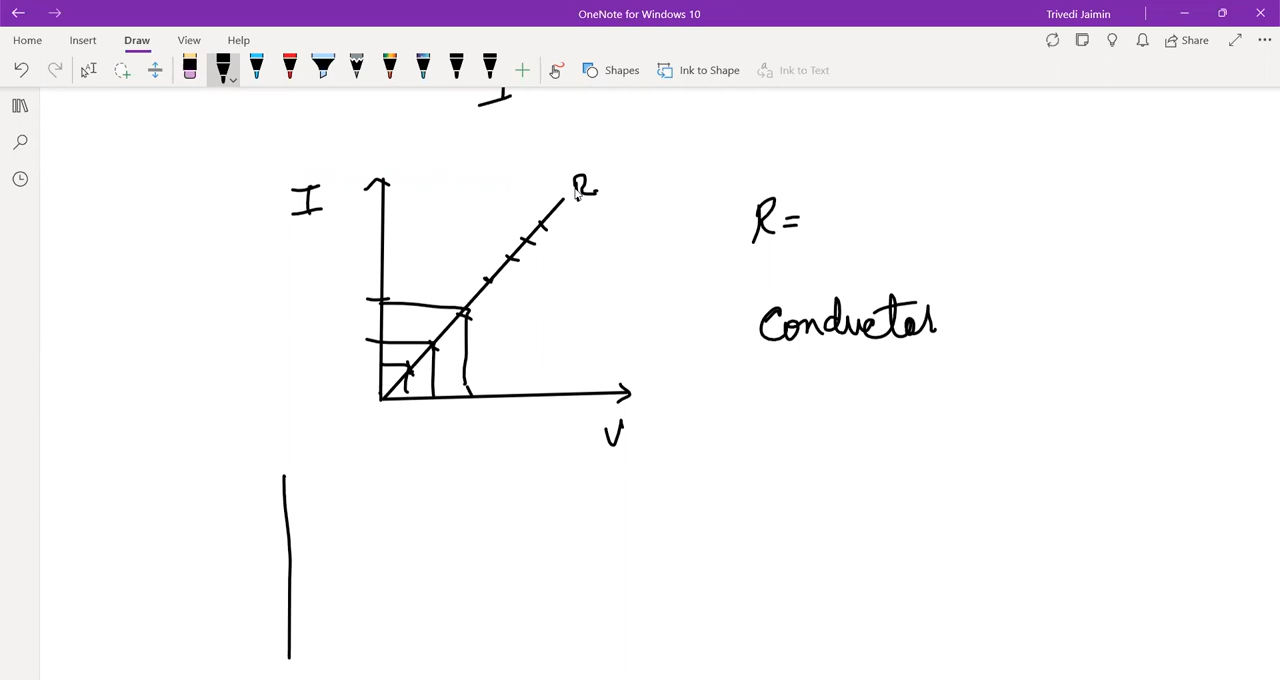 OneNote for Windows 10
Trivedi Jaimin
Home Insert Draw View Help
Share
Shapes
Ink to Shape
Ink to Text
I
I
R
R=
Conductor
V